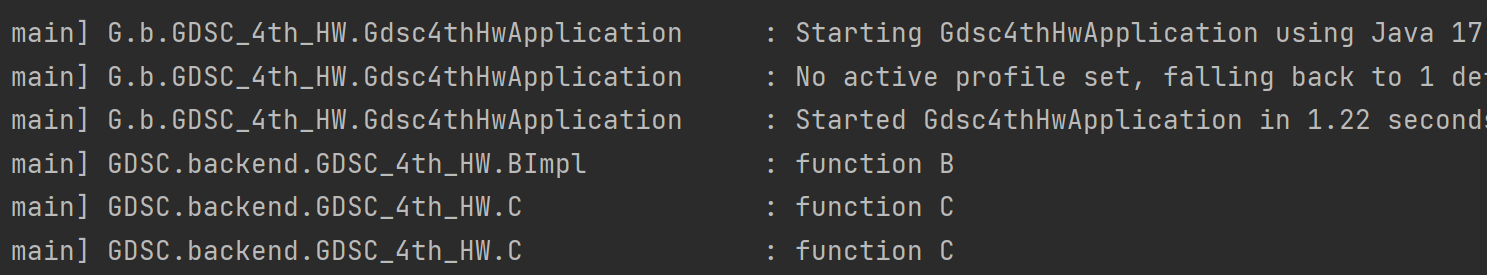 main] G.b.GDSC_4th_HW.Gdsc4thHwApplication : Starting Gdsc4thHwApplication using Java 17
main] G.b.GDSC_4th_HW.Gdsc4thHwApplication : No active profile set, falling back to 1 de
main] G.b.GDSC_4th_HW.Gdsc4thHwApplication : Started Gdsc4thHwApplication in 1.22 seconds
main] GDSC.backend.GDSC_4th_HW.BImpl : function B
main] GDSC.backend.GDSC_4th_HW.C : function C
main] GDSC.backend.GDSC_4th_HW.C : function C